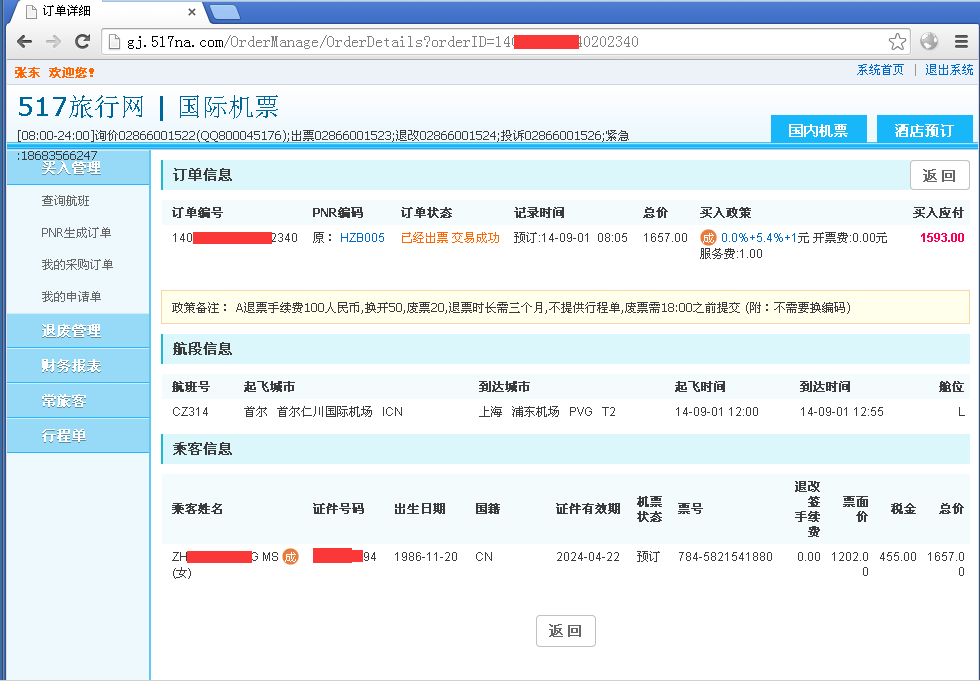 订单详细
gj.517na.com/OrderManage/OrderDetails?orderID=140 40202340
张东 欢迎您!
系统首页 | 退出系统
517旅行网 | 国际机票
[08:00-24:00]询价02866001522(QQ800045176);出票02866001523;退改02866001524;投诉02866001526;紧急
:18683566247
国内机票 酒店预订
买入管理
查询航班
PNR生成订单
我的采购订单
我的申请单
退废管理
财务报表
常旅客
行程单
订单信息 返 回
订单编号 PNR编码 订单状态 记录时间 总价 买入政策 买入应付
140 2340 原: HZB005 已经出票 交易成功 预订:14-09-01 08:05 1657.00 成 0.0%+5.4%+1元 开票费:0.00元 1593.00
服务费:1.00
政策备注: A退票手续费100人民币,换开50,废票20,退票时长需三个月,不提供行程单,废票需18:00之前提交 (附:不需要换编码)
航段信息
航班号 起飞城市 到达城市 起飞时间 到达时间 舱位
CZ314 首尔 首尔仁川国际机场 ICN 上海 浦东机场 PVG T2 14-09-01 12:00 14-09-01 12:55 L
乘客信息
乘客姓名 证件号码 出生日期 国籍 证件有效期 机票状态 票号 退改签手续费 票面价 税金 总价
ZH G MS 成 94 1986-11-20 CN 2024-04-22 预订 784-5821541880 0.00 1202.00 455.00 1657.00
(女)
返 回